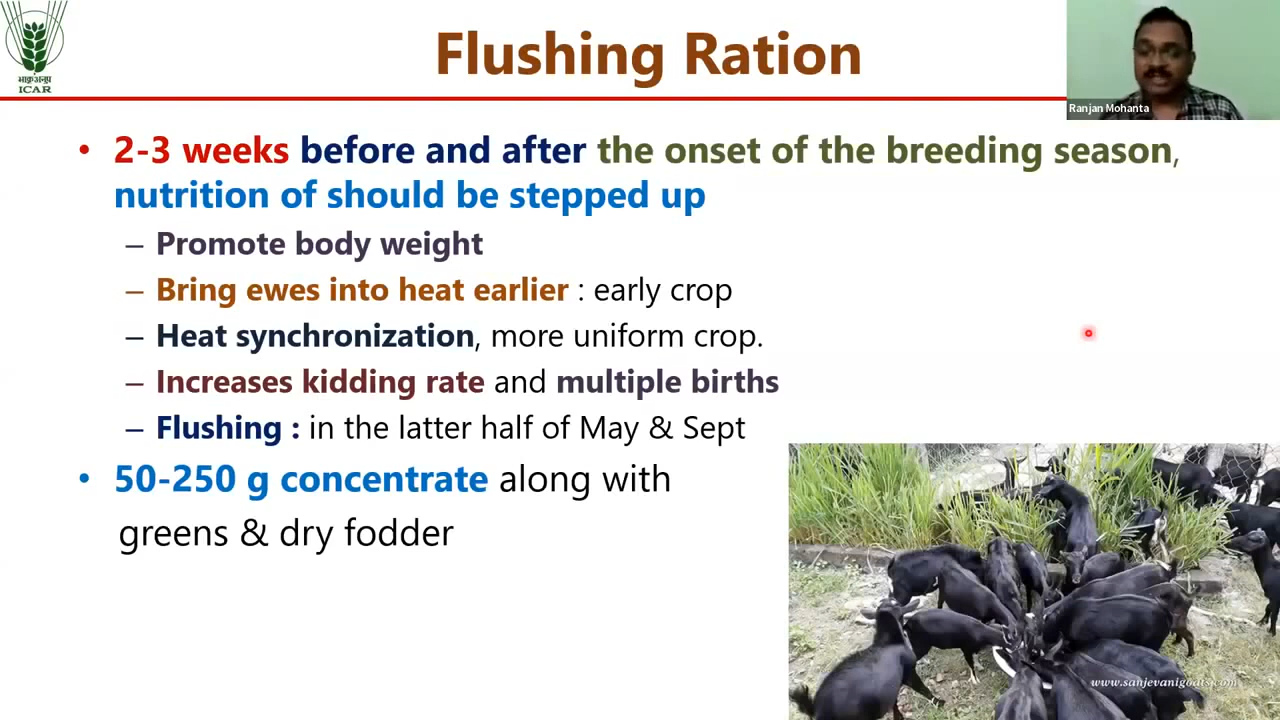 भाकृअनुप
ICAR
Flushing Ration
Ranjan Mohanta
• 2-3 weeks before and after the onset of the breeding season,
nutrition of should be stepped up
– Promote body weight
– Bring ewes into heat earlier : early crop
– Heat synchronization, more uniform crop.
– Increases kidding rate and multiple births
– Flushing : in the latter half of May & Sept
• 50-250 g concentrate along with
greens & dry fodder
www.sanjevanigoats.com